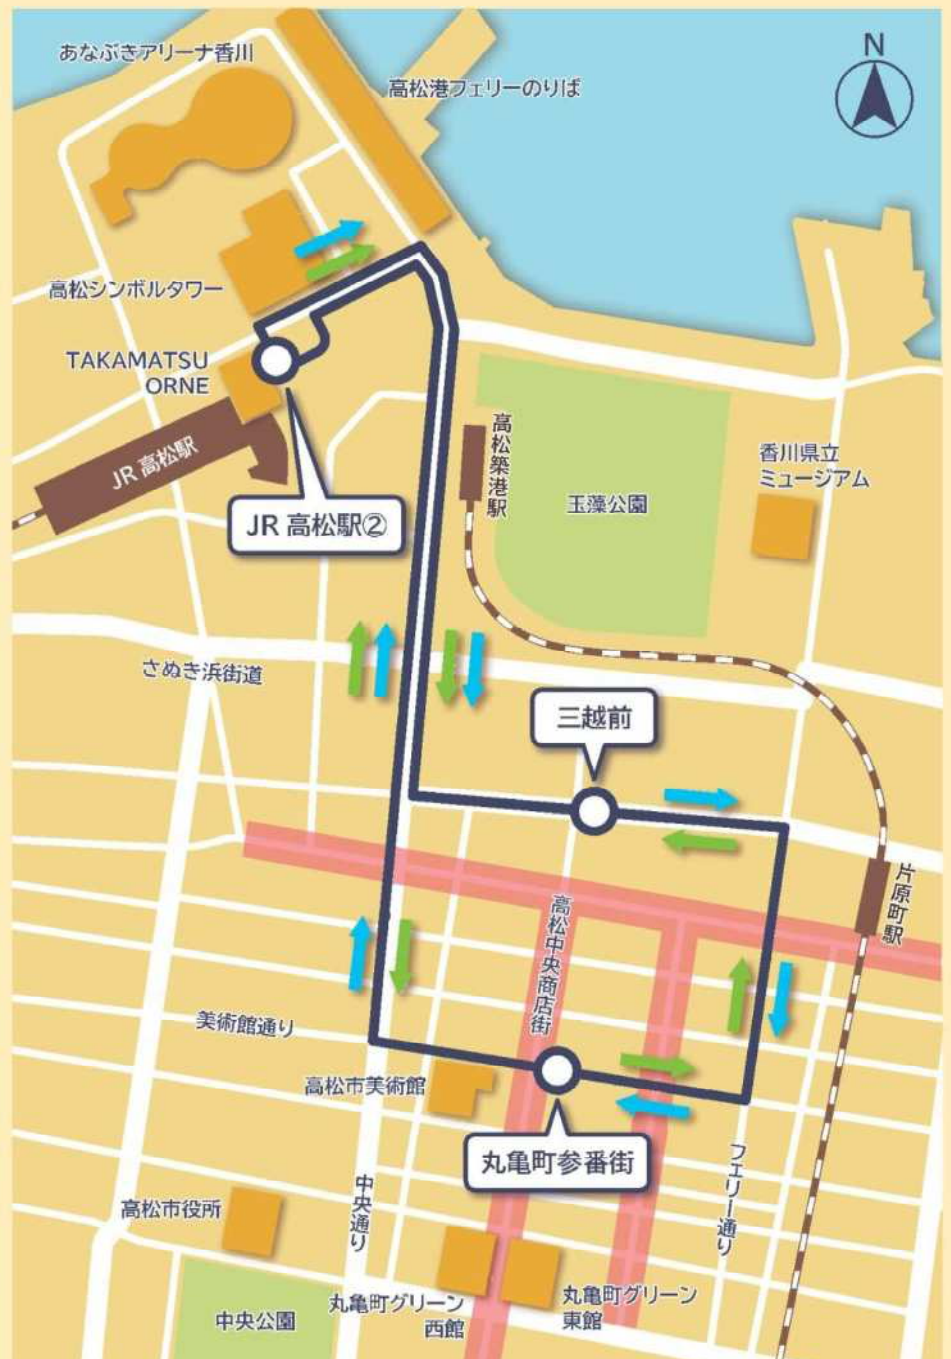 あなぶきアリーナ香川
高松港フェリーのりば
N
高松シンボルタワー
TAKAMATSU
ORNE
JR 高松駅
JR 高松駅②
高松築港駅
玉藻公園
香川県立
ミュージアム
さぬき浜街道
三越前
片原町駅
高松中央商店街
美術館通り
高松市美術館
丸亀町参番街
フェリー通り
中央通り
高松市役所
中央公園
丸亀町グリーン
西館
丸亀町グリーン
東館